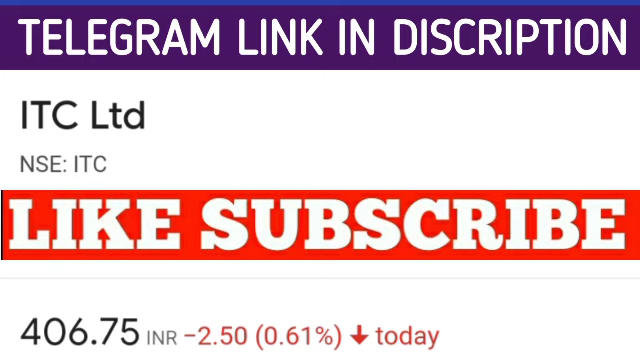 TELEGRAM LINK IN DISCRIPTION
ITC Ltd
NSE: ITC
LIKE SUBSCRIBE
406.75 INR −2.50 (0.61%) ↓ today